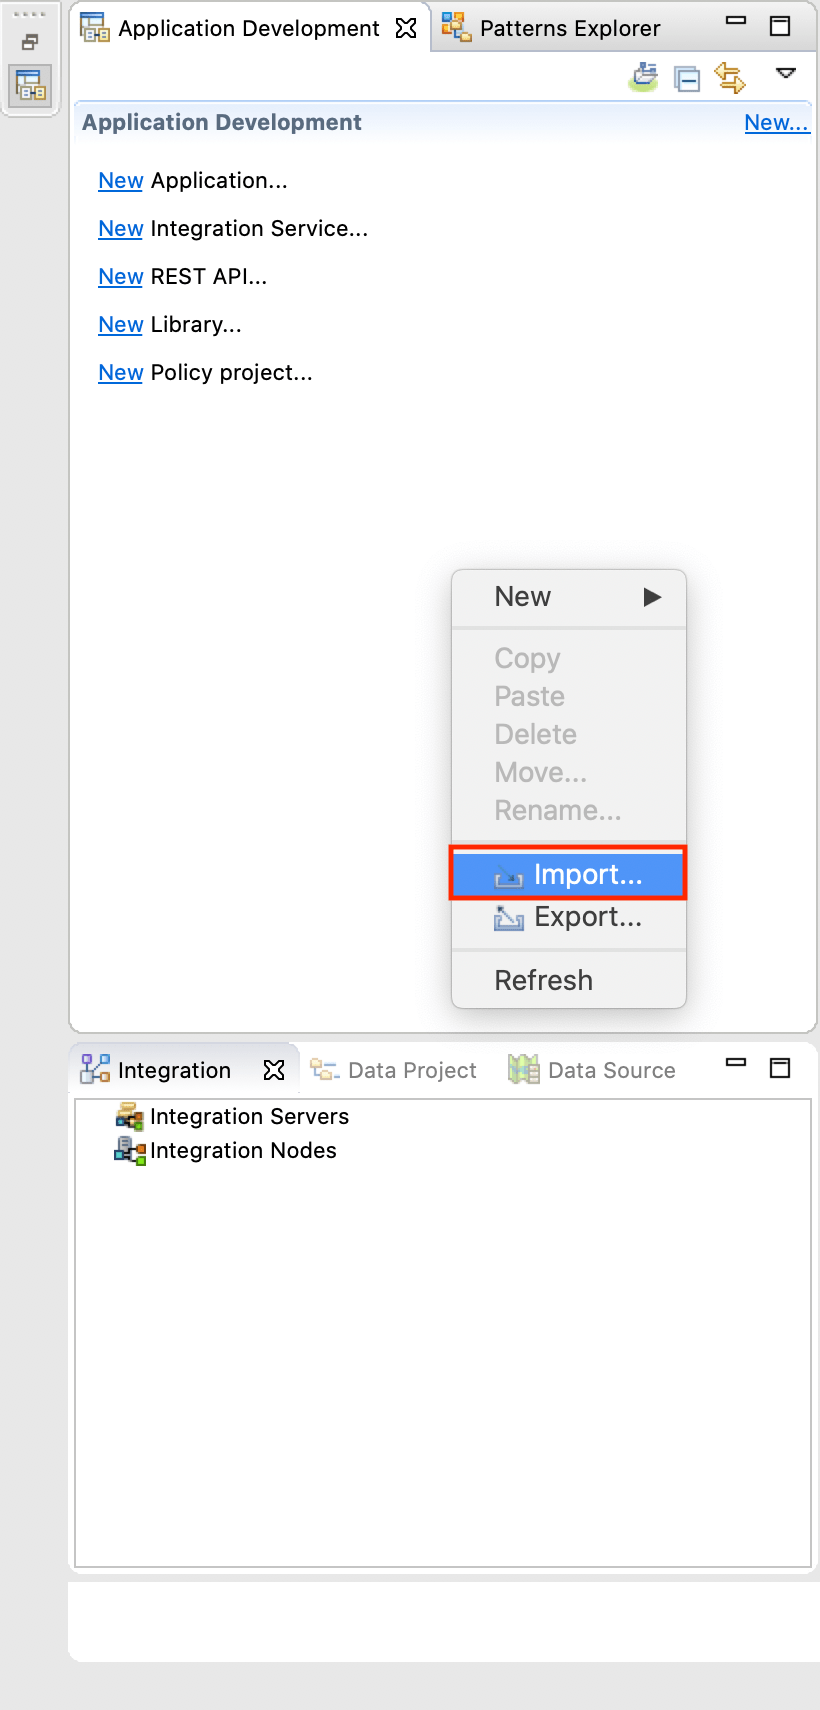 Application Development
Patterns Explorer
Application Development
New...
New Application...
New Integration Service...
New REST API...
New Library...
New Policy project...
New
Copy
Paste
Delete
Move...
Rename...
Import...
Export...
Refresh
Integration
Data Project
Data Source
Integration Servers
Integration Nodes